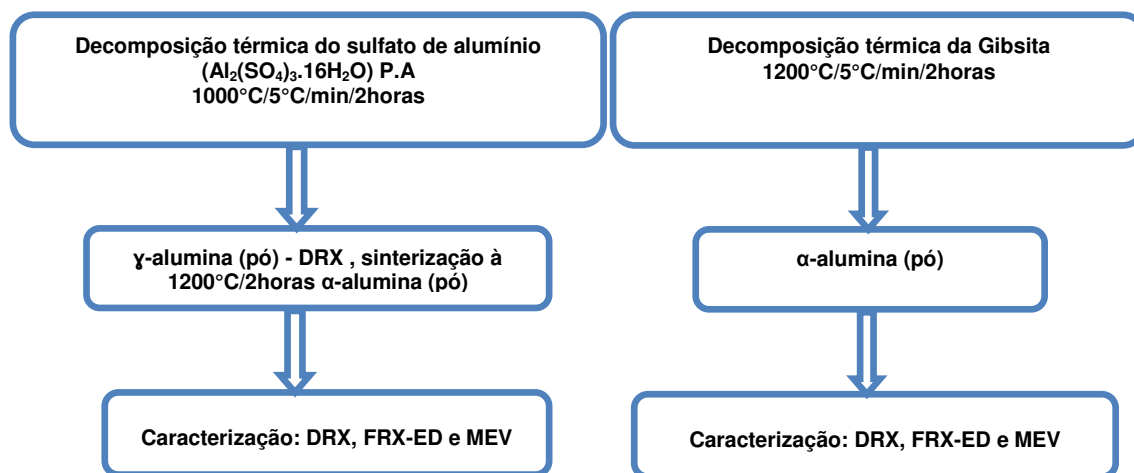 Decomposição térmica do sulfato de alumínio
(Al₂(SO₄)₃.16H₂O) P.A
1000°C/5°C/min/2horas
Decomposição térmica da Gibsita
1200°C/5°C/min/2horas
ɣ-alumina (pó) - DRX , sinterização à
1200°C/2horas α-alumina (pó)
α-alumina (pó)
Caracterização: DRX, FRX-ED e MEV
Caracterização: DRX, FRX-ED e MEV